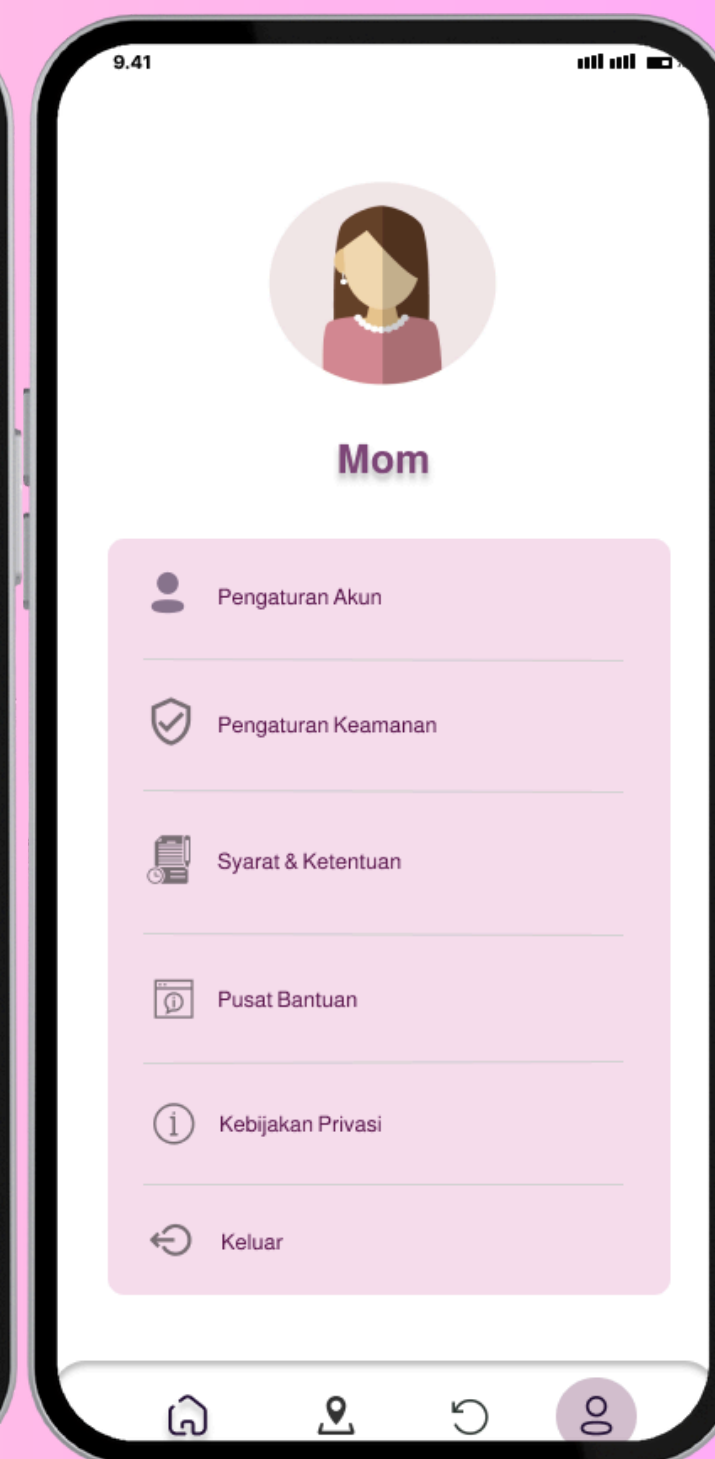 9.41
Mom
Pengaturan Akun
Pengaturan Keamanan
Syarat & Ketentuan
Pusat Bantuan
Kebijakan Privasi
Keluar